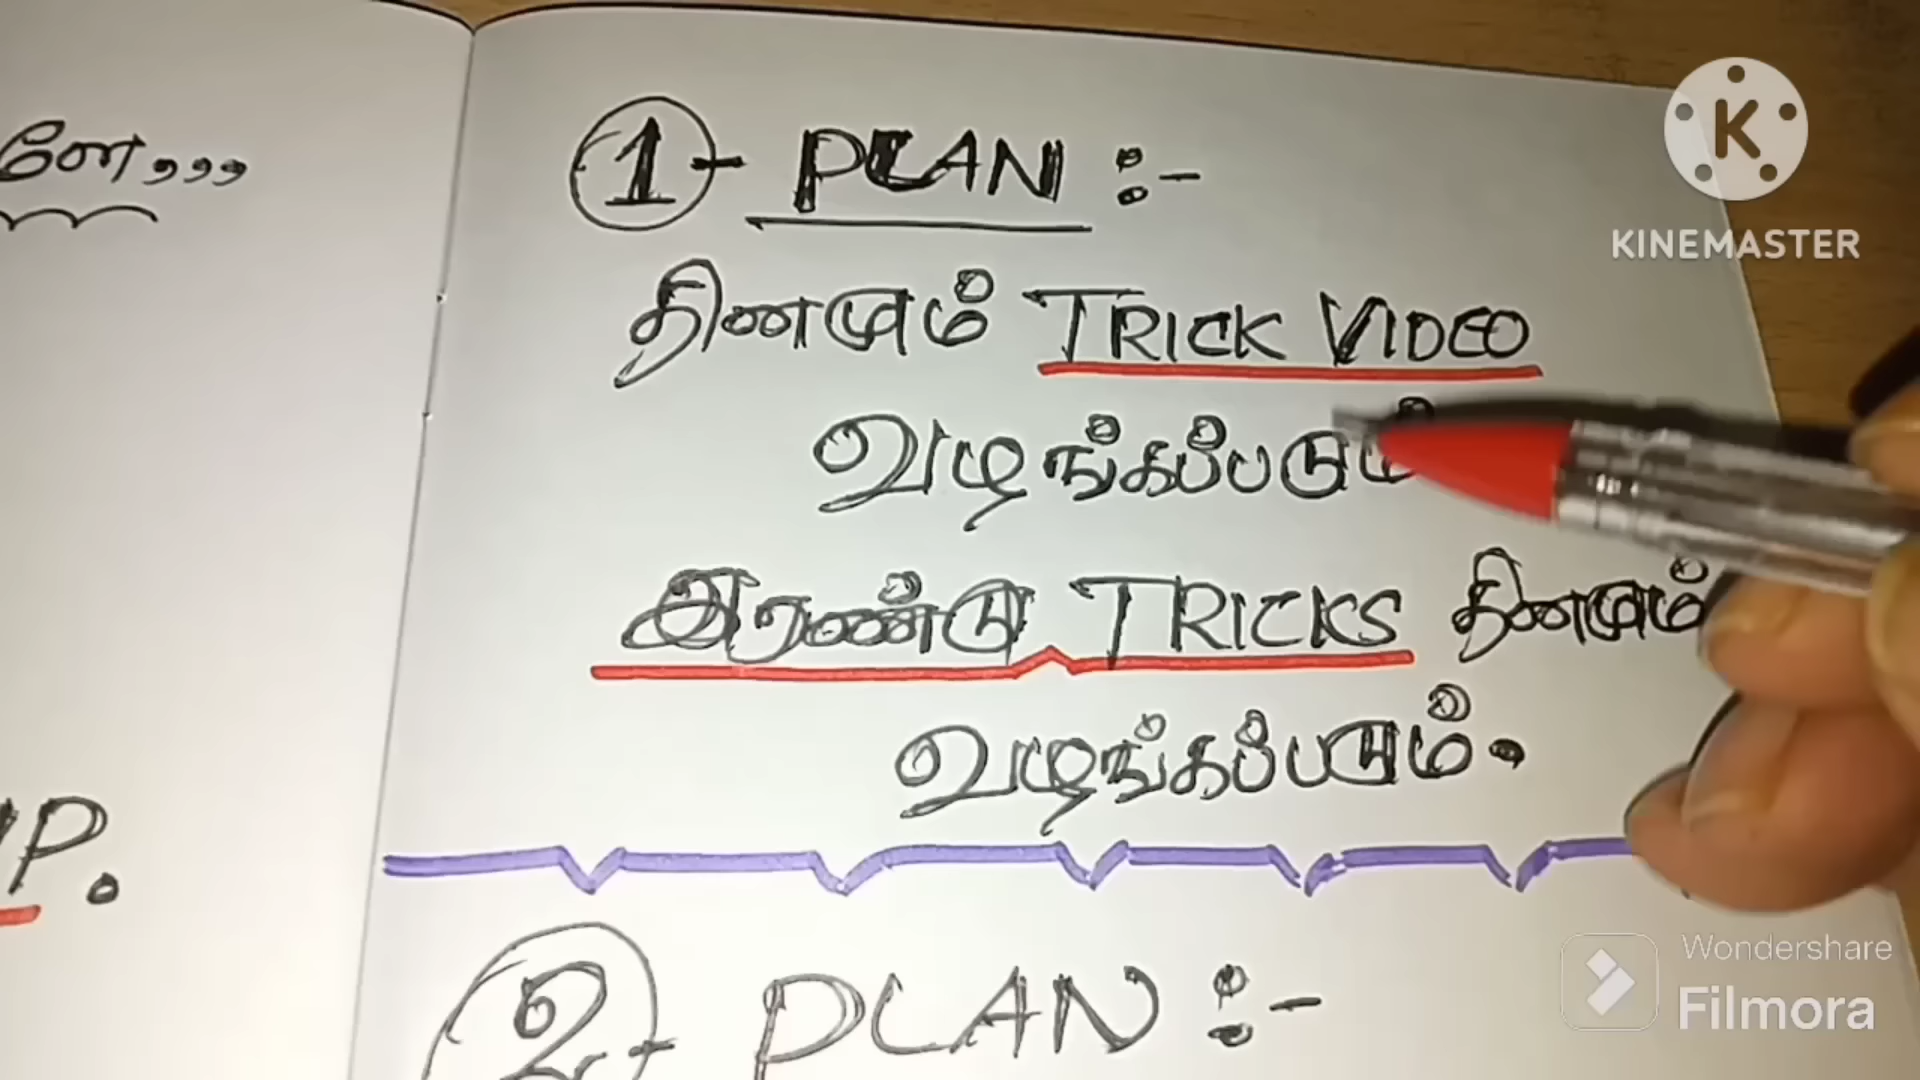 னே,,,
P.
1 - PLAN :-
தினமும் TRICK VIDEO
வழங்கப்படும்
இரண்டு TRICKS தினமும்
வழங்கப்படும்.
2 - PLAN :-
KINEMASTER
Wondershare
Filmora